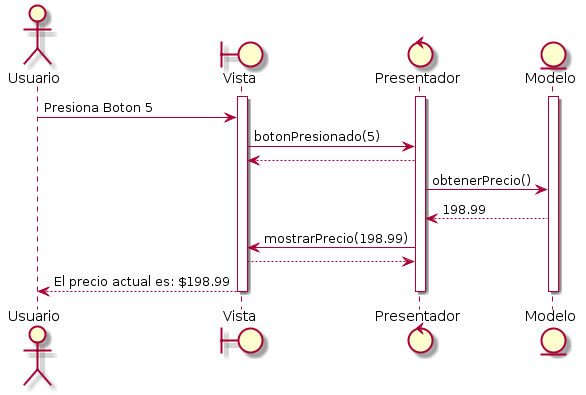 Usuario
Vista
Presentador
Modelo
Presiona Boton 5
botonPresionado(5)
obtenerPrecio()
198.99
mostrarPrecio(198.99)
El precio actual es: $198.99
Usuario
Vista
Presentador
Modelo